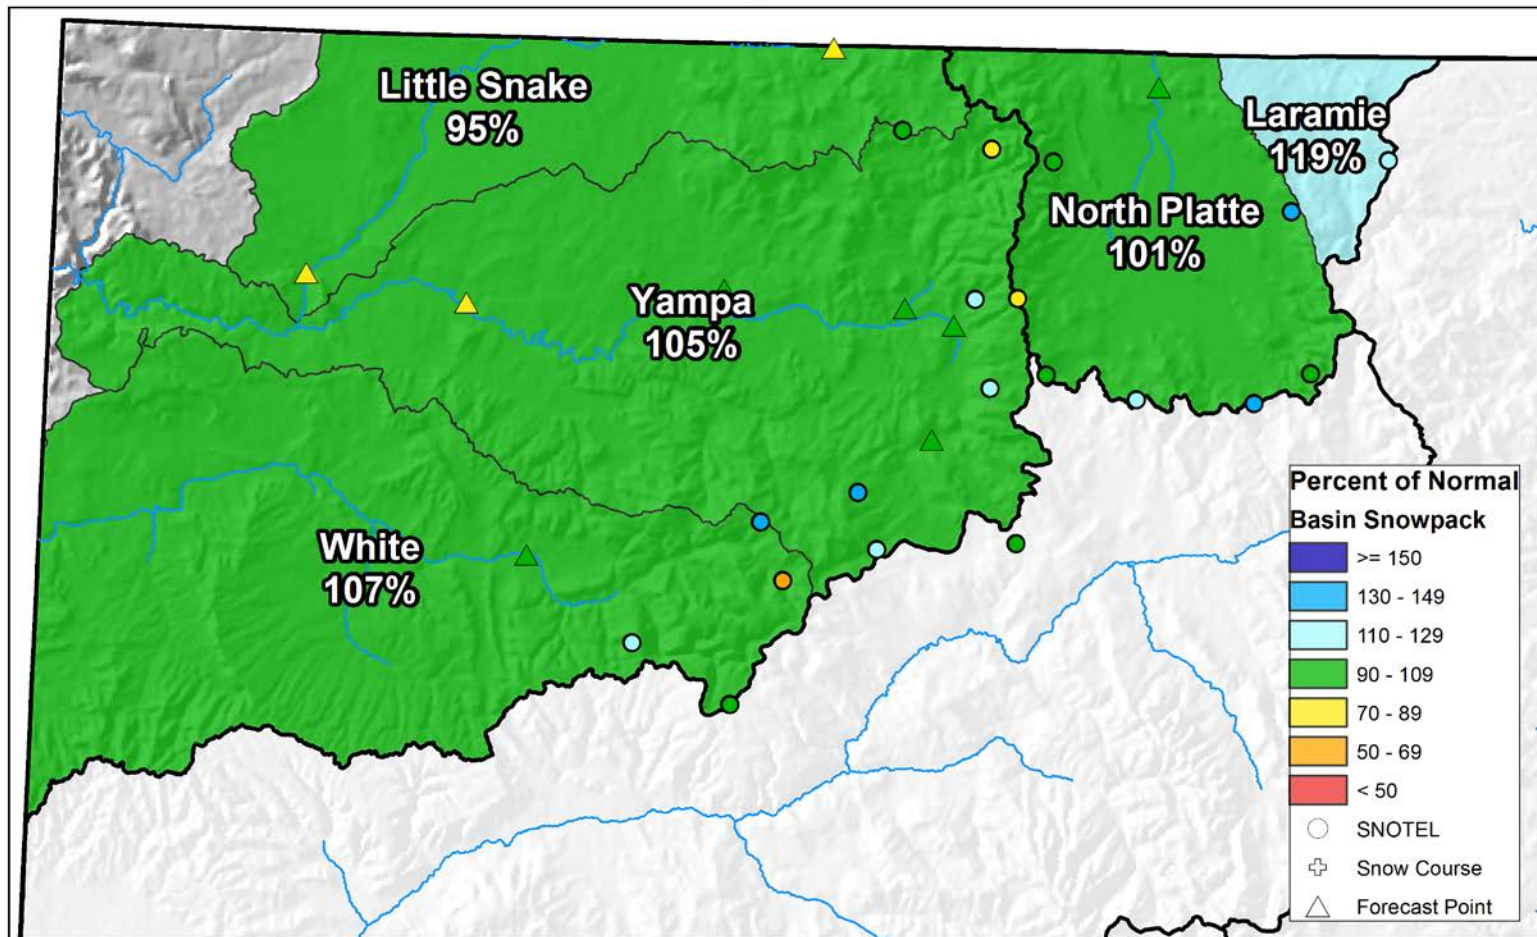 Little Snake
95%
Laramie
119%
North Platte
101%
Yampa
105%
White
107%
Percent of Normal
Basin Snowpack
>= 150
130 - 149
110 - 129
90 - 109
70 - 89
50 - 69
< 50
SNOTEL
Snow Course
Forecast Point